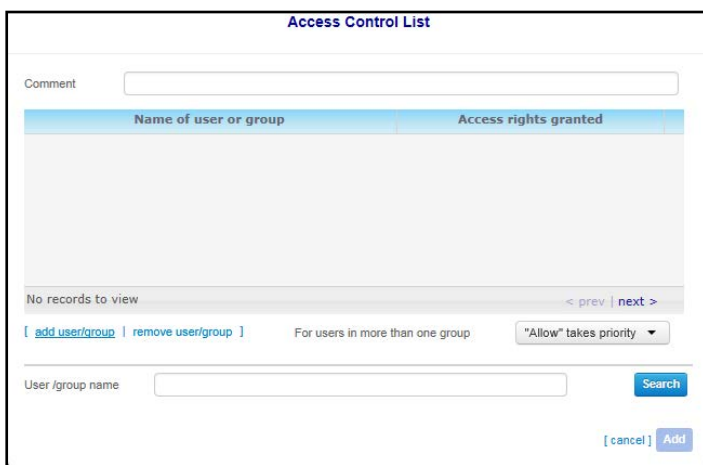 Access Control List
Comment
Name of user or group Access rights granted
No records to view < prev | next >
[ add user/group | remove user/group ] For users in more than one group "Allow" takes priority
User /group name Search
[ cancel ] Add